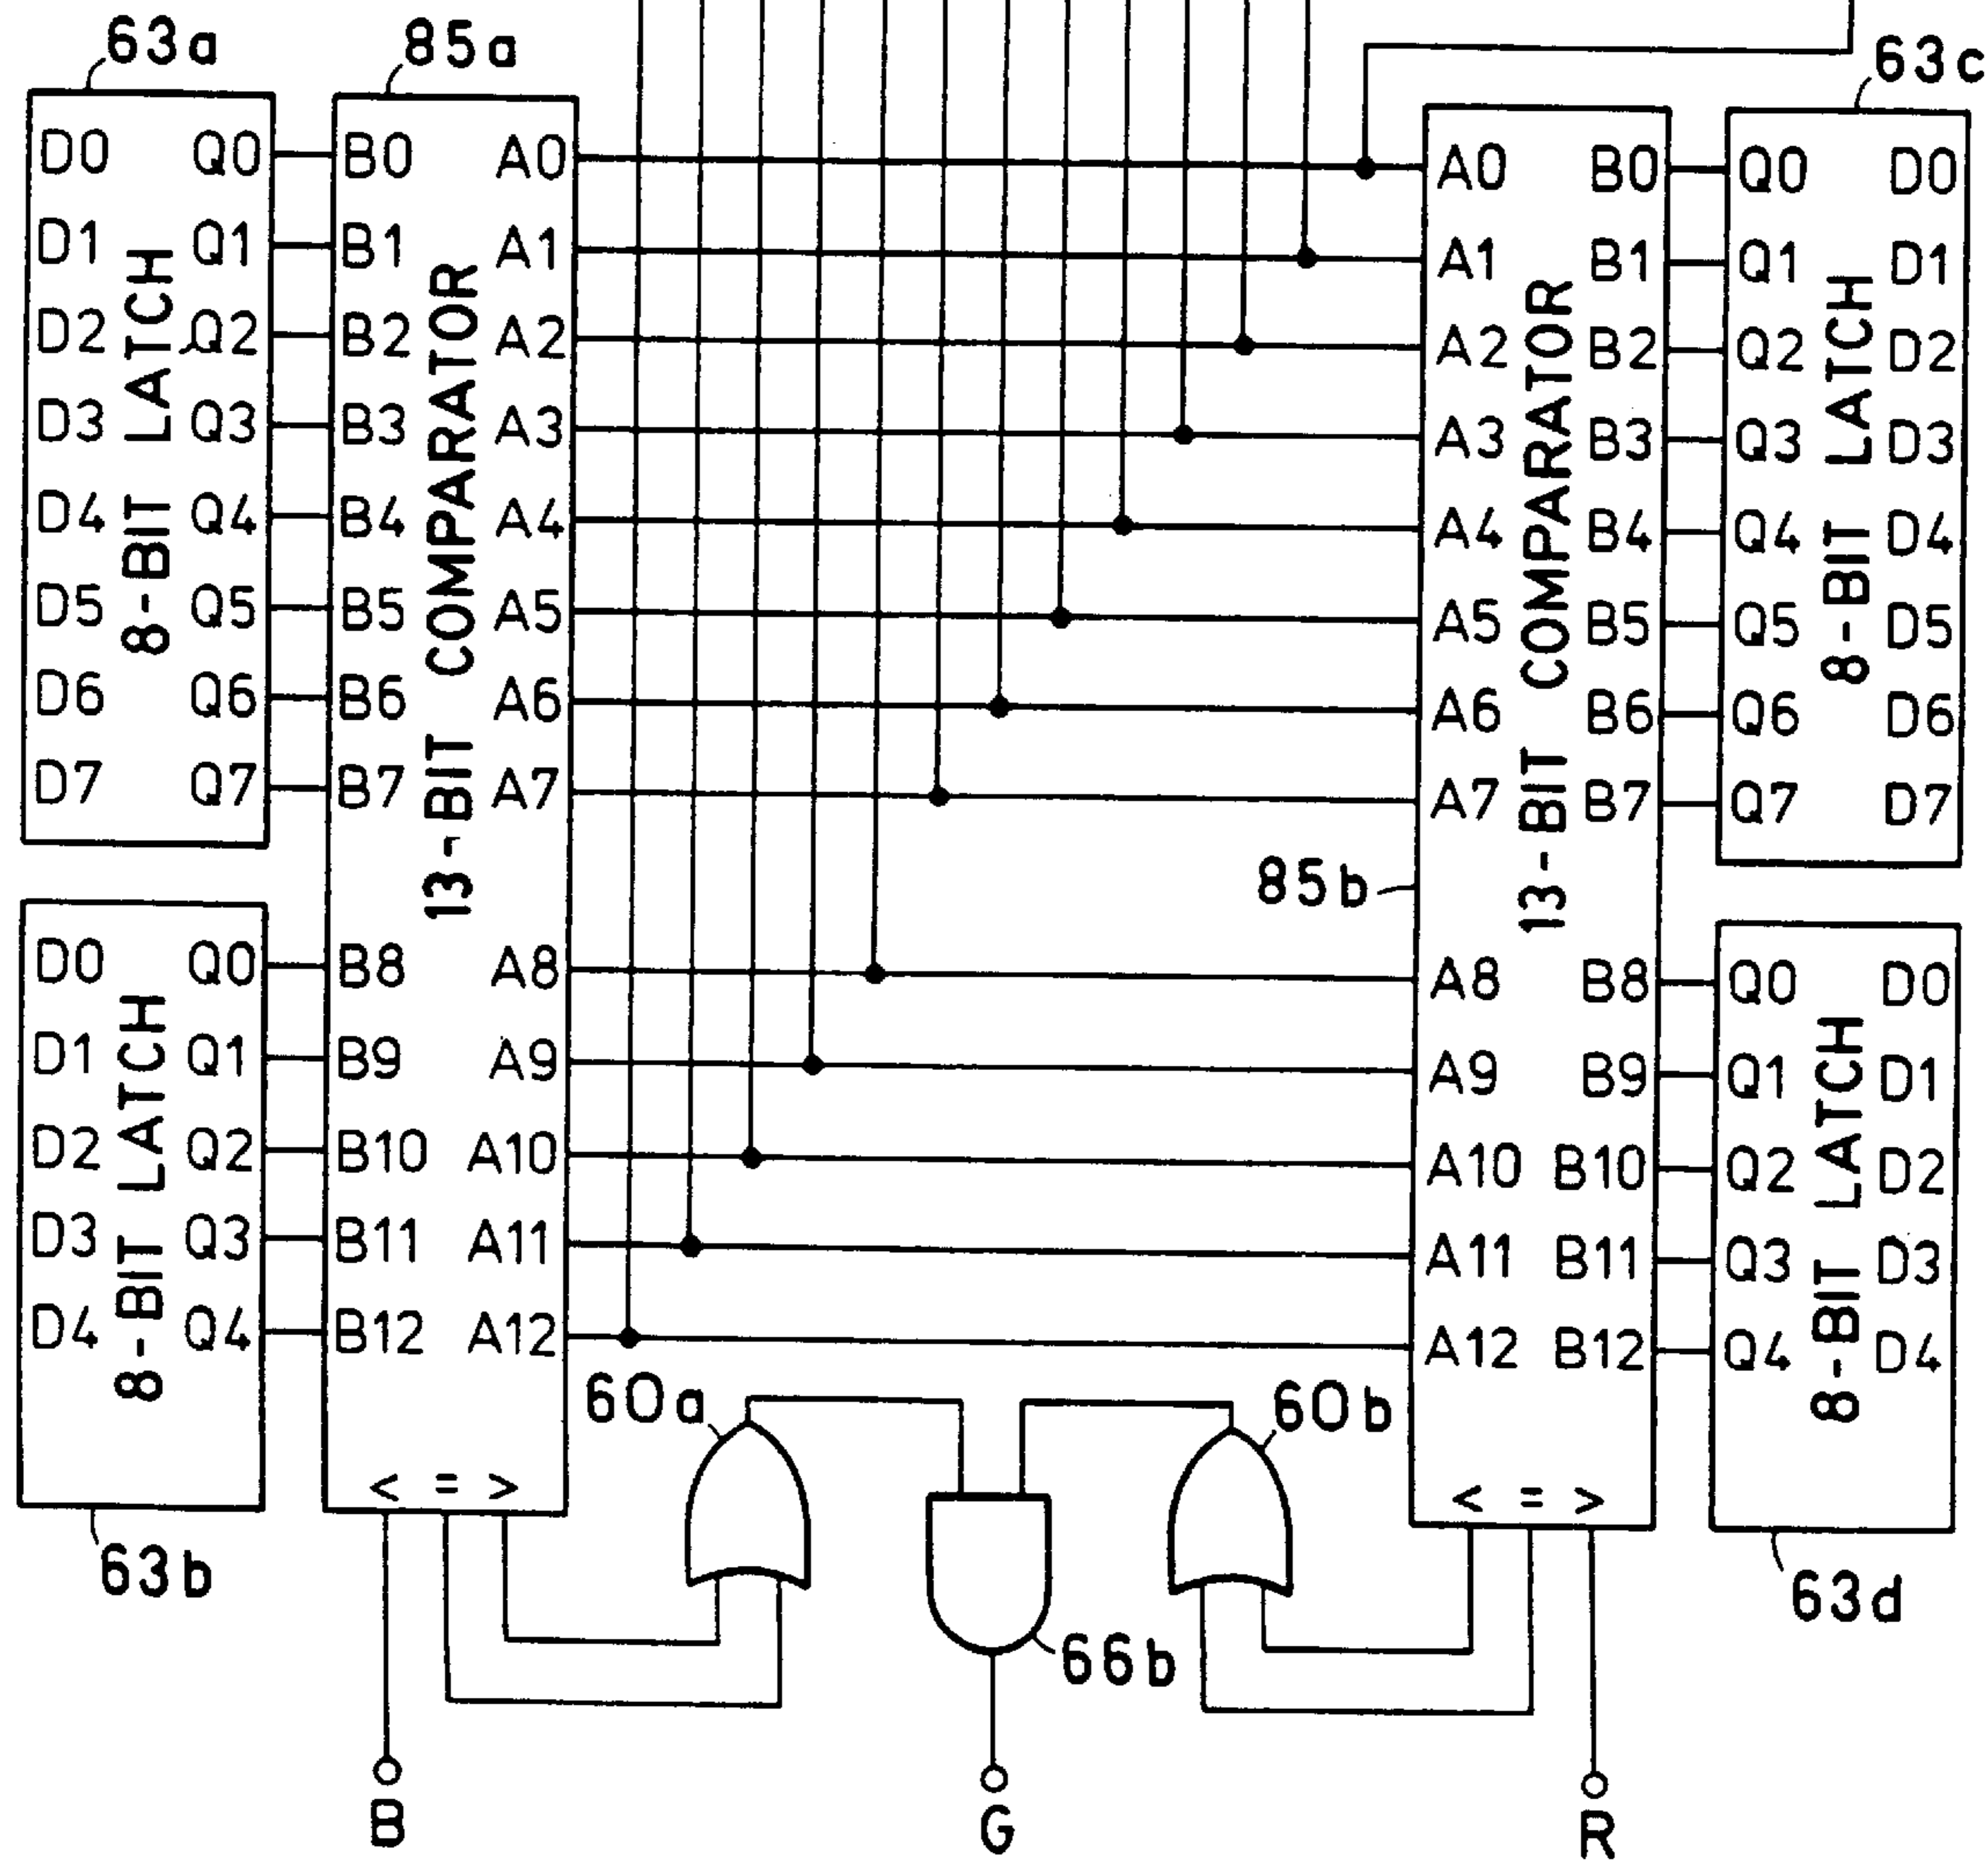 63a 85a 63c
D0 Q0 B0 A0 A0 B0 Q0 D0
D1 Q1 B1 A1 A1 B1 Q1 D1
D2 Q2 B2 A2 A2 B2 Q2 D2
D3 Q3 B3 A3 A3 B3 Q3 D3
D4 Q4 B4 A4 A4 B4 Q4 D4
D5 Q5 B5 A5 A5 B5 Q5 D5
D6 Q6 B6 A6 A6 B6 Q6 D6
D7 Q7 B7 A7 A7 B7 Q7 D7
8-BIT LATCH
13-BIT COMPARATOR
13-BIT COMPARATOR
8-BIT LATCH
85b
D0 Q0 B8 A8 A8 B8 Q0 D0
D1 Q1 B9 A9 A9 B9 Q1 D1
D2 Q2 B10 A10 A10 B10 Q2 D2
D3 Q3 B11 A11 A11 B11 Q3 D3
D4 Q4 B12 A12 A12 B12 Q4 D4
8-BIT LATCH
8-BIT LATCH
60a 60b
< = > < = >
63b 63d
66b
B G R